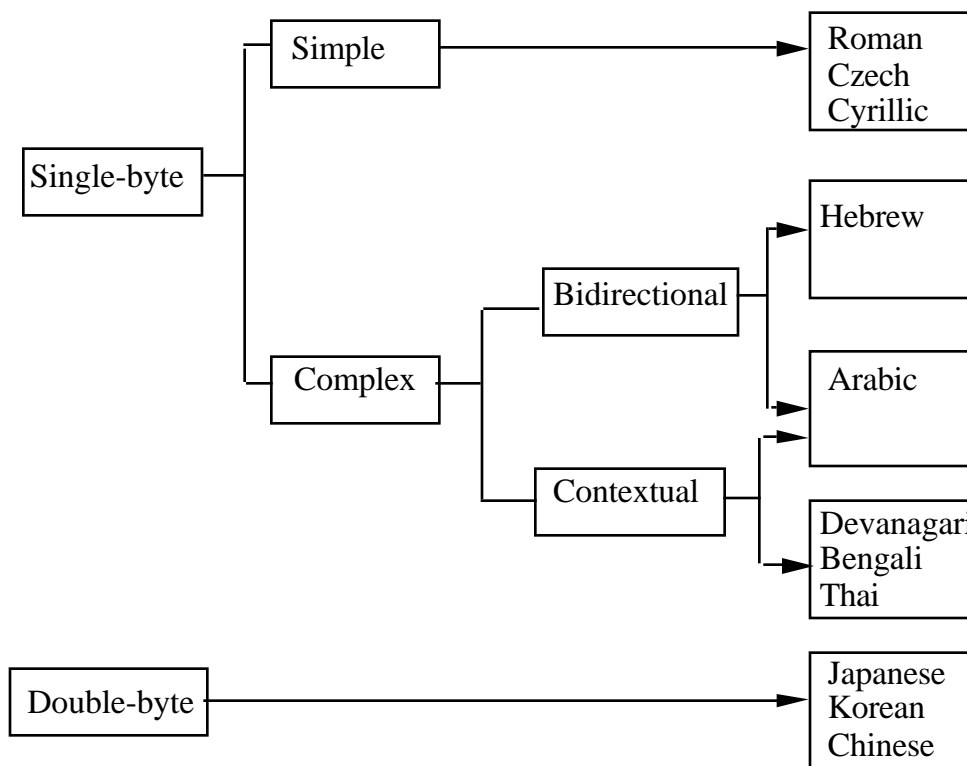 Simple
Roman
Czech
Cyrillic
Single-byte
Hebrew
Bidirectional
Complex
Arabic
Contextual
Devanagari
Bengali
Thai
Double-byte
Japanese
Korean
Chinese